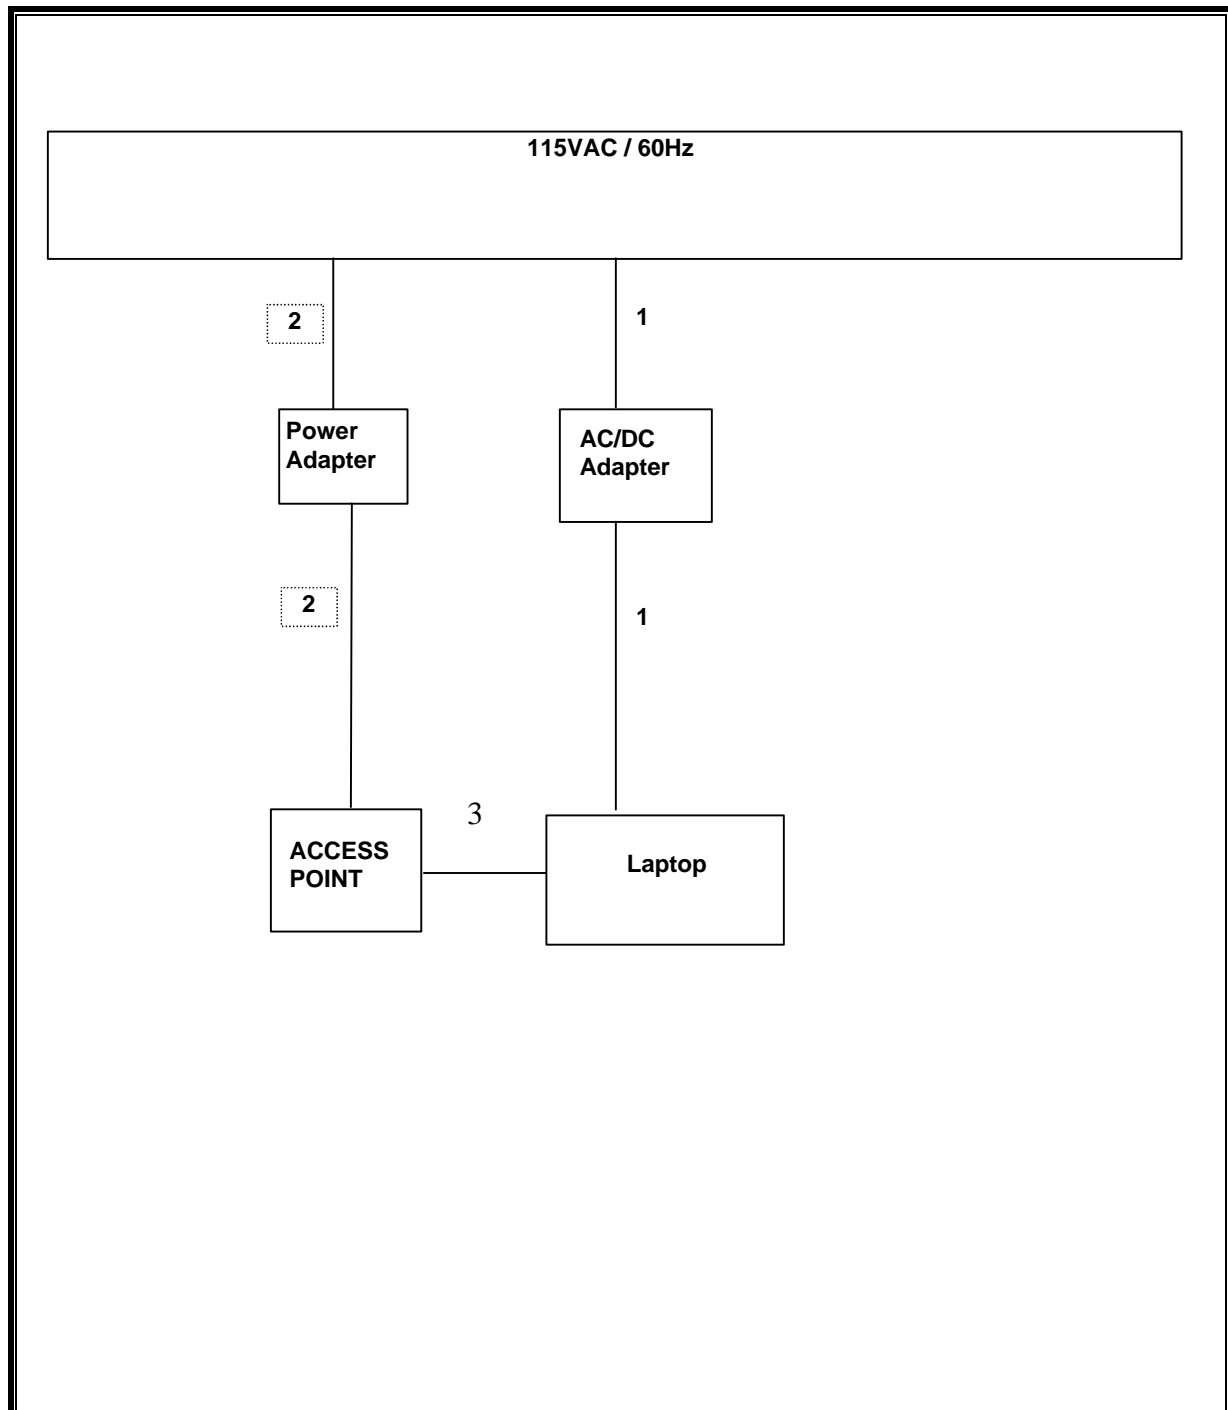 115VAC / 60Hz
2
1
Power
Adapter
AC/DC
Adapter
2
1
3
ACCESS
POINT
Laptop